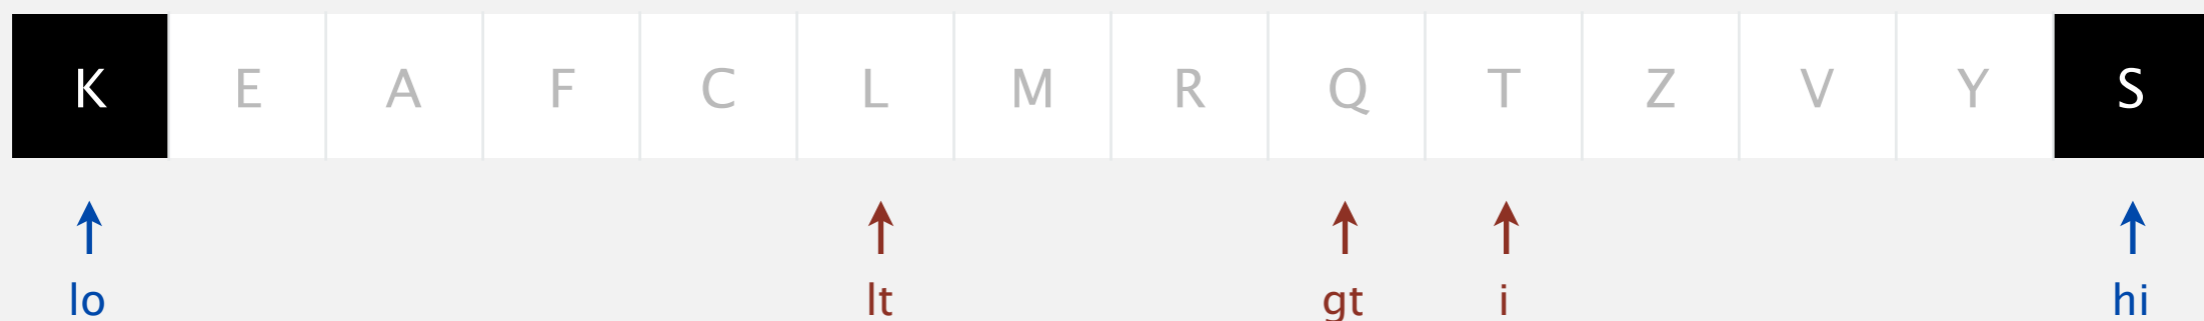 K E A F C L M R Q T Z V Y S
lo lt gt i hi